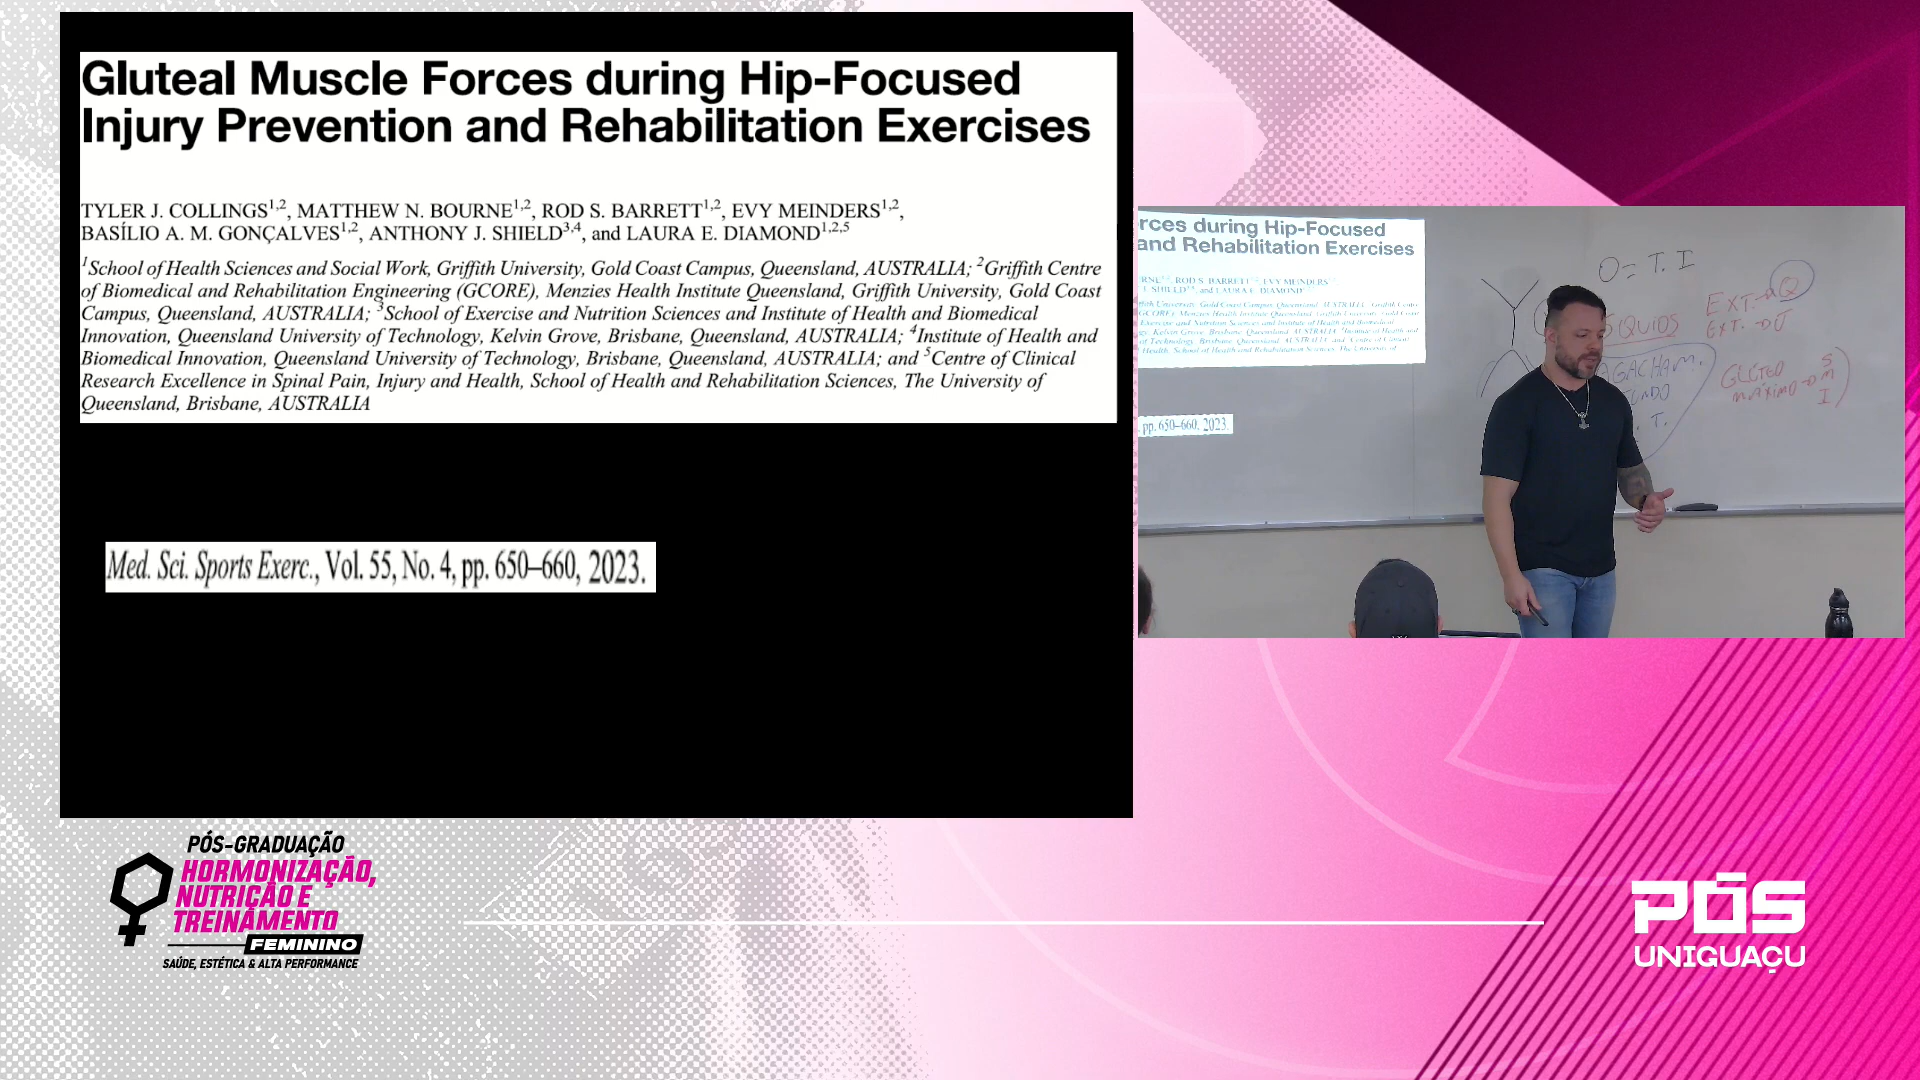 Gluteal Muscle Forces during Hip-Focused
Injury Prevention and Rehabilitation Exercises
TYLER J. COLLINGS1,2, MATTHEW N. BOURNE1,2, ROD S. BARRETT1,2, EVY MEINDERS1,2,
BASÍLIO A. M. GONÇALVES1,2, ANTHONY J. SHIELD3,4, and LAURA E. DIAMOND1,2,5
1School of Health Sciences and Social Work, Griffith University, Gold Coast Campus, Queensland, AUSTRALIA; 2Griffith Centre
of Biomedical and Rehabilitation Engineering (GCORE), Menzies Health Institute Queensland, Griffith University, Gold Coast
Campus, Queensland, AUSTRALIA; 3School of Exercise and Nutrition Sciences and Institute of Health and Biomedical
Innovation, Queensland University of Technology, Kelvin Grove, Brisbane, Queensland, AUSTRALIA; 4Institute of Health and
Biomedical Innovation, Queensland University of Technology, Brisbane, Queensland, AUSTRALIA; and 5Centre of Clinical
Research Excellence in Spinal Pain, Injury and Health, School of Health and Rehabilitation Sciences, The University of
Queensland, Brisbane, AUSTRALIA
Med. Sci. Sports Exerc., Vol. 55, No. 4, pp. 650–660, 2023.
rces during Hip-Focused
and Rehabilitation Exercises
pp. 650–660, 2023.
O = T. I
EXT. → Q
EXT. → J
SQUIOS
AGACHAM.
UNDO
T.
GLÚTEO
MÁXIMO → S
M
I
PÓS-GRADUAÇÃO
HORMONIZAÇÃO,
NUTRIÇÃO E
TREINAMENTO
FEMININO
SAÚDE, ESTÉTICA & ALTA PERFORMANCE
PÓS
UNIGUAÇU